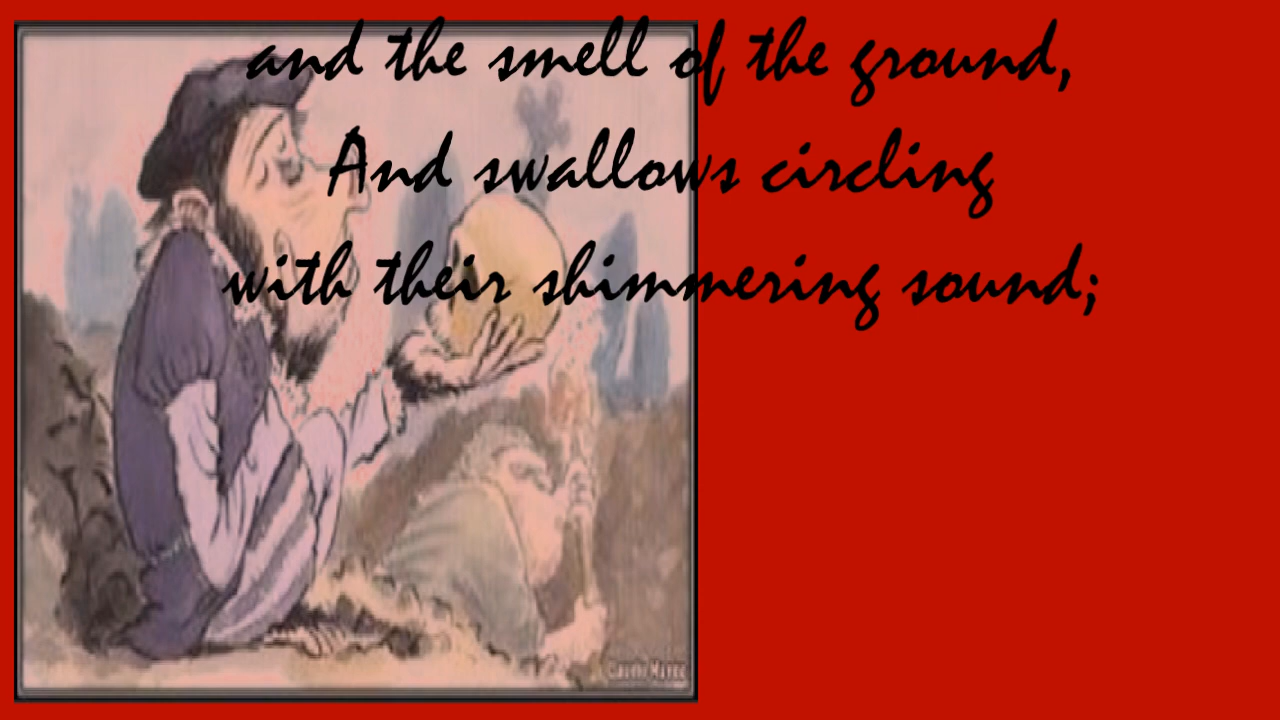 and the smell of the ground,
And swallows circling
with their shimmering sound;